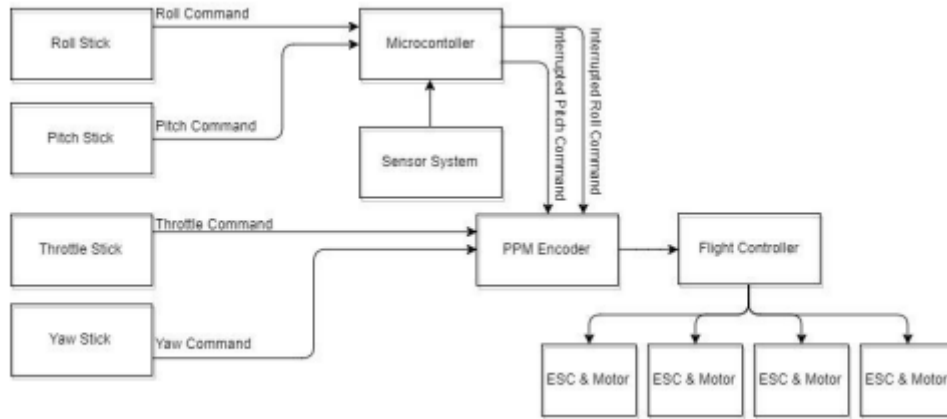 Roll Stick
Roll Command
Microcontoller
Pitch Stick
Pitch Command
Sensor System
Interrupted Pitch Command
Interrupted Roll Command
Throttle Stick
Throttle Command
PPM Encoder
Flight Controller
Yaw Stick
Yaw Command
ESC & Motor
ESC & Motor
ESC & Motor
ESC & Motor